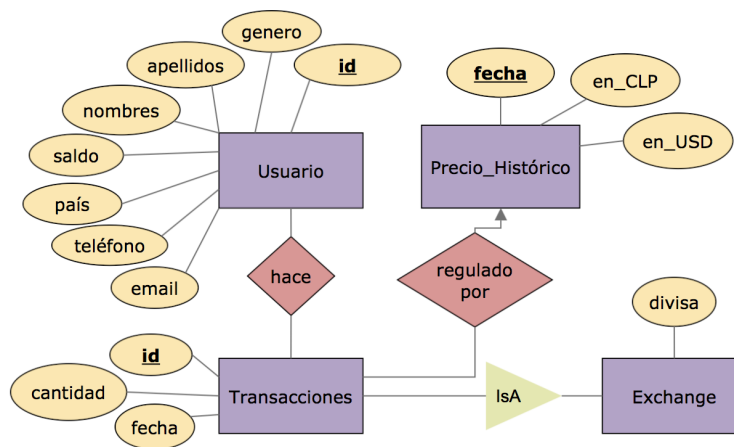 genero
apellidos
id
nombres
saldo
país
teléfono
email
Usuario
fecha
en_CLP
en_USD
Precio_Histórico
hace
regulado
por
divisa
id
cantidad
fecha
Transacciones
IsA
Exchange